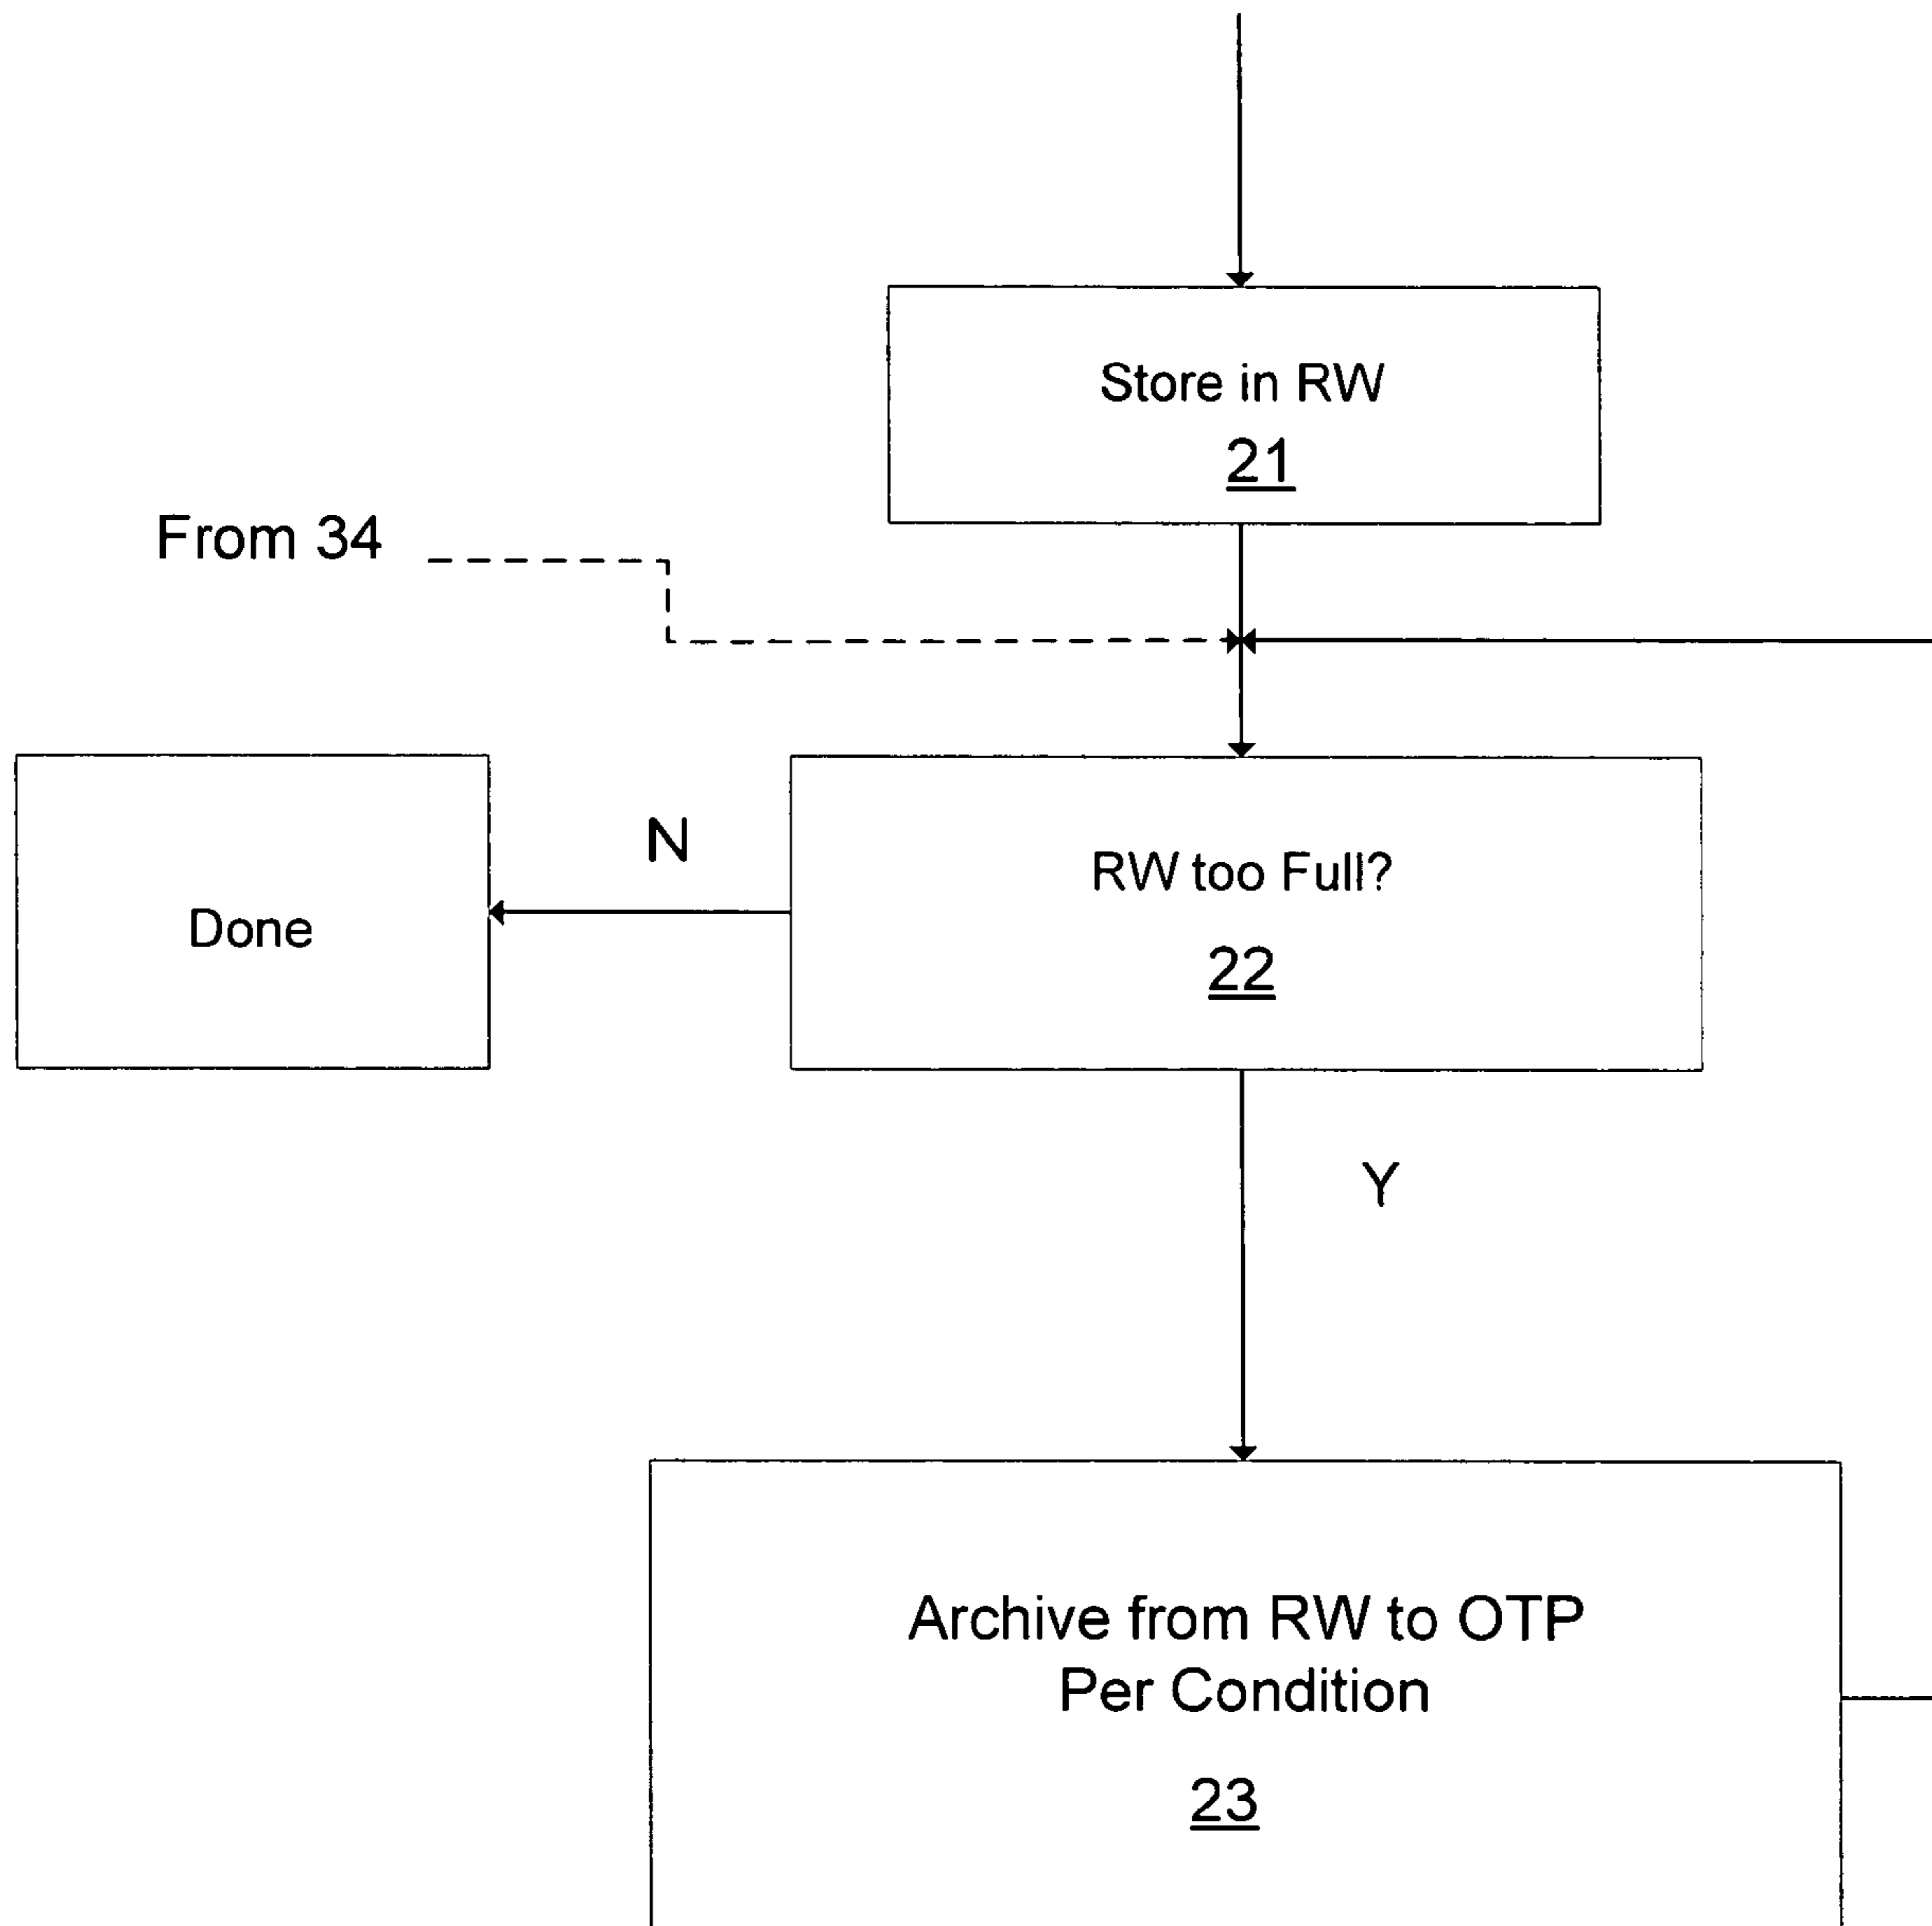 Store in RW
21
From 34
N
RW too Full?
22
Done
Y
Archive from RW to OTP
Per Condition
23